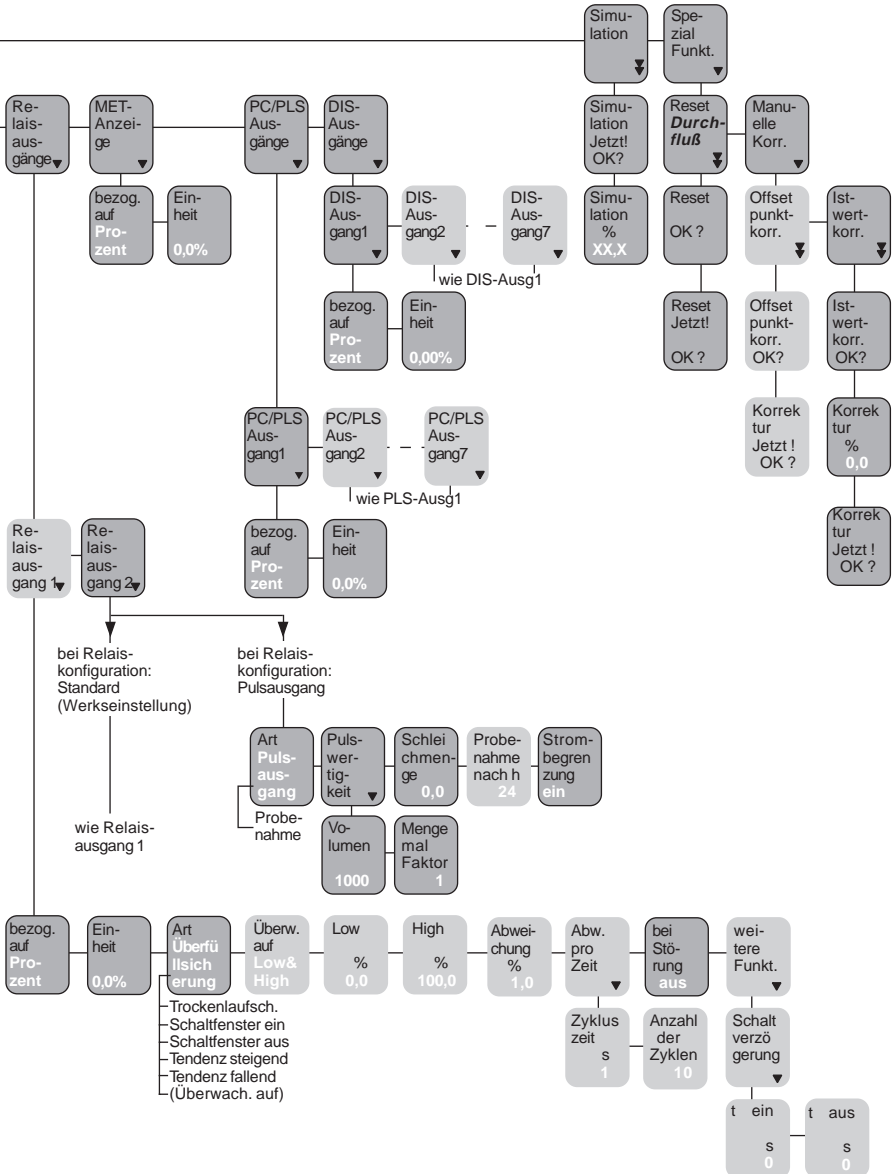 Simu-
lation
Spe-
zial
Funkt.
Re-
lais-
aus-
gänge
MET-
Anzei-
ge
PC/PLS
Aus-
gänge
DIS-
Aus-
gänge
Simu-
lation
Jetzt!
OK?
Reset
Durch-
fluß
Manu-
elle
Korr.
bezog.
auf
Pro-
zent
Ein-
heit
0,0%
DIS-
Aus-
gang1
DIS-
Aus-
gang2
DIS-
Aus-
gang7
wie DIS-Ausg1
Simu-
lation
%
XX,X
Reset
OK ?
Offset
punkt-
korr.
Ist-
wert-
korr.
bezog.
auf
Pro-
zent
Ein-
heit
0,00%
Reset
Jetzt!
OK ?
Offset
punkt-
korr.
OK?
Ist-
wert-
korr.
OK?
PC/PLS
Aus-
gang1
PC/PLS
Aus-
gang2
PC/PLS
Aus-
gang7
wie PLS-Ausg1
Korrek
tur
Jetzt !
OK ?
Korrek
tur
%
0,0
Re-
lais-
aus-
gang 1
Re-
lais-
aus-
gang 2
bezog.
auf
Pro-
zent
Ein-
heit
0,0%
Korrek
tur
Jetzt !
OK ?
bei Relais-
konfiguration:
Standard
(Werkseinstellung)
bei Relais-
konfiguration:
Pulsausgang
Art
Puls-
aus-
gang
Probe-
nahme
Puls-
wer-
tig-
keit
Schlei
chmen-
ge
0,0
Probe-
nahme
nach h
24
Strom-
begren
zung
ein
wie Relais-
ausgang 1
Vo-
lumen
1000
Menge
mal
Faktor
1
bezog.
auf
Pro-
zent
Ein-
heit
0,0%
Art
Überfü
llsich
erung
Trockenlaufsch.
Schaltfenster ein
Schaltfenster aus
Tendenz steigend
Tendenz fallend
(Überwach. auf)
Überw.
auf
Low&
High
Low
%
0,0
High
%
100,0
Abwei-
chung
%
1,0
Abw.
pro
Zeit
bei
Stö-
rung
aus
wei-
tere
Funkt.
Zyklus
zeit
s
1
Anzahl
der
Zyklen
10
Schalt
verzö
gerung
t ein
s
0
t aus
s
0